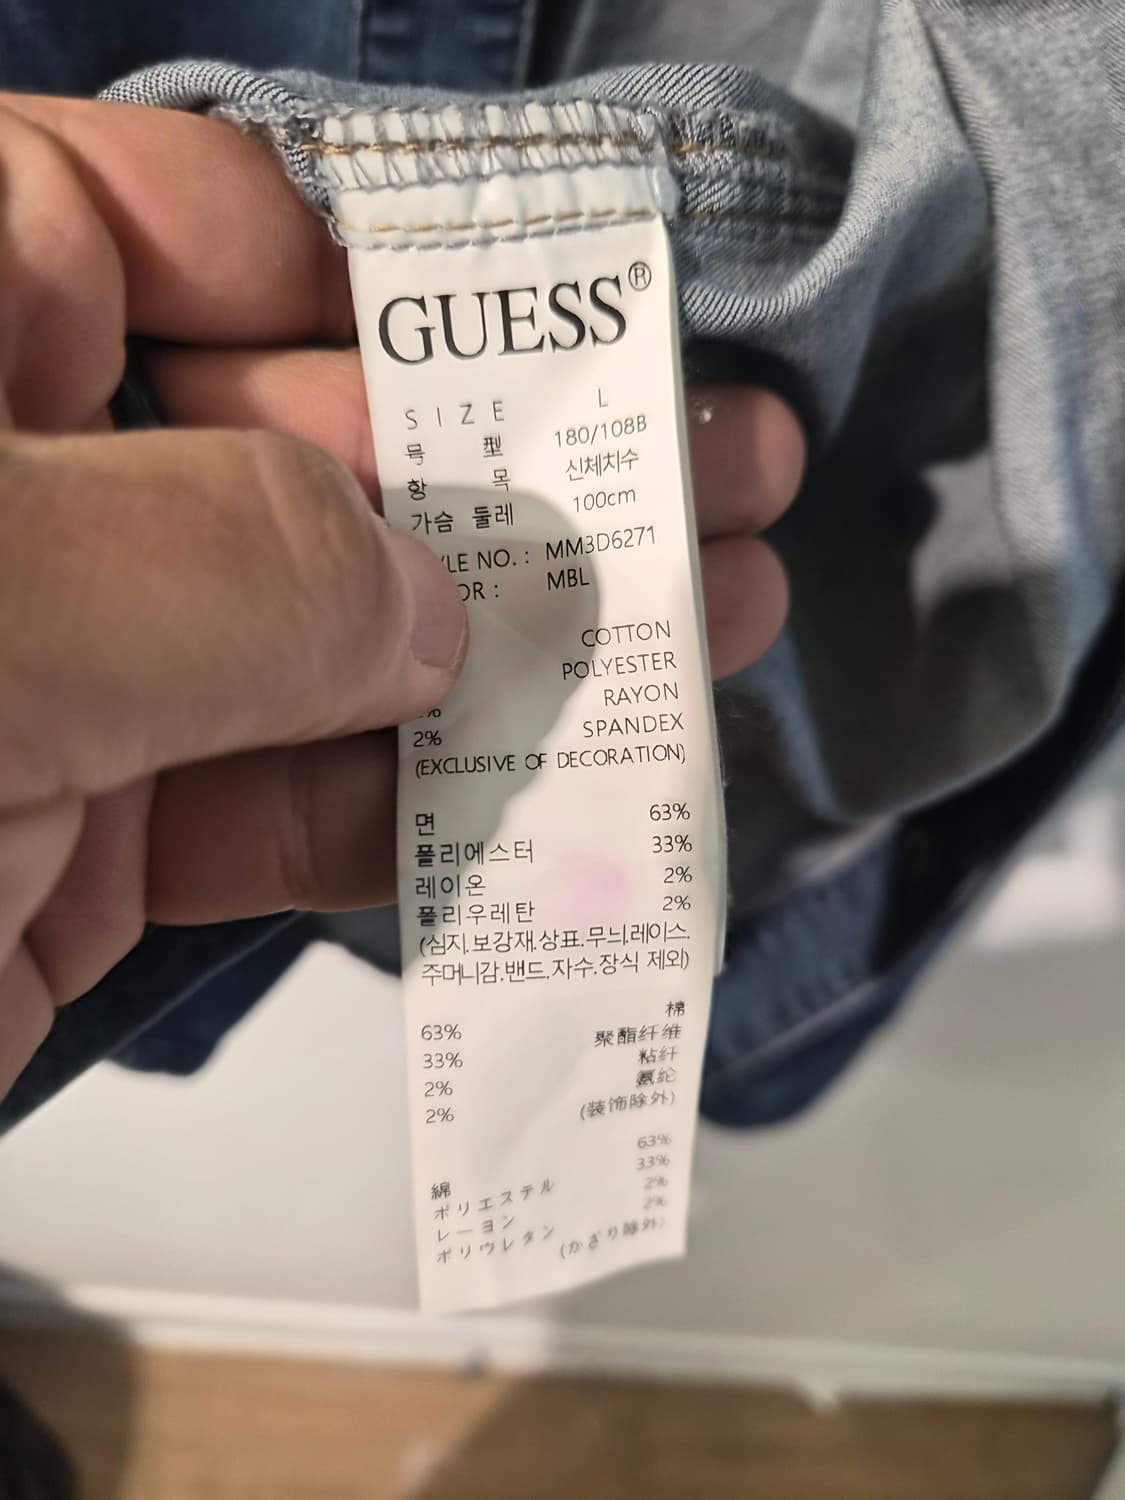 GUESS®
SIZE L
号型 180/108B
항목 신체치수
가슴 둘레 100cm
LE NO. : MM3D6271
OR : MBL
COTTON
POLYESTER
% RAYON
2% SPANDEX
(EXCLUSIVE OF DECORATION)
면 63%
폴리에스터 33%
레이온 2%
폴리우레탄 2%
(심지.보강재.상표.무늬.레이스.
주머니감.밴드.자수.장식 제외)
63% 棉
33% 聚酯纤维
2% 粘纤
2% 氨纶
(装饰除外)
綿 63%
ポリエステル 33%
レーヨン 2%
ポリウレタン 2%
(かざり除外)